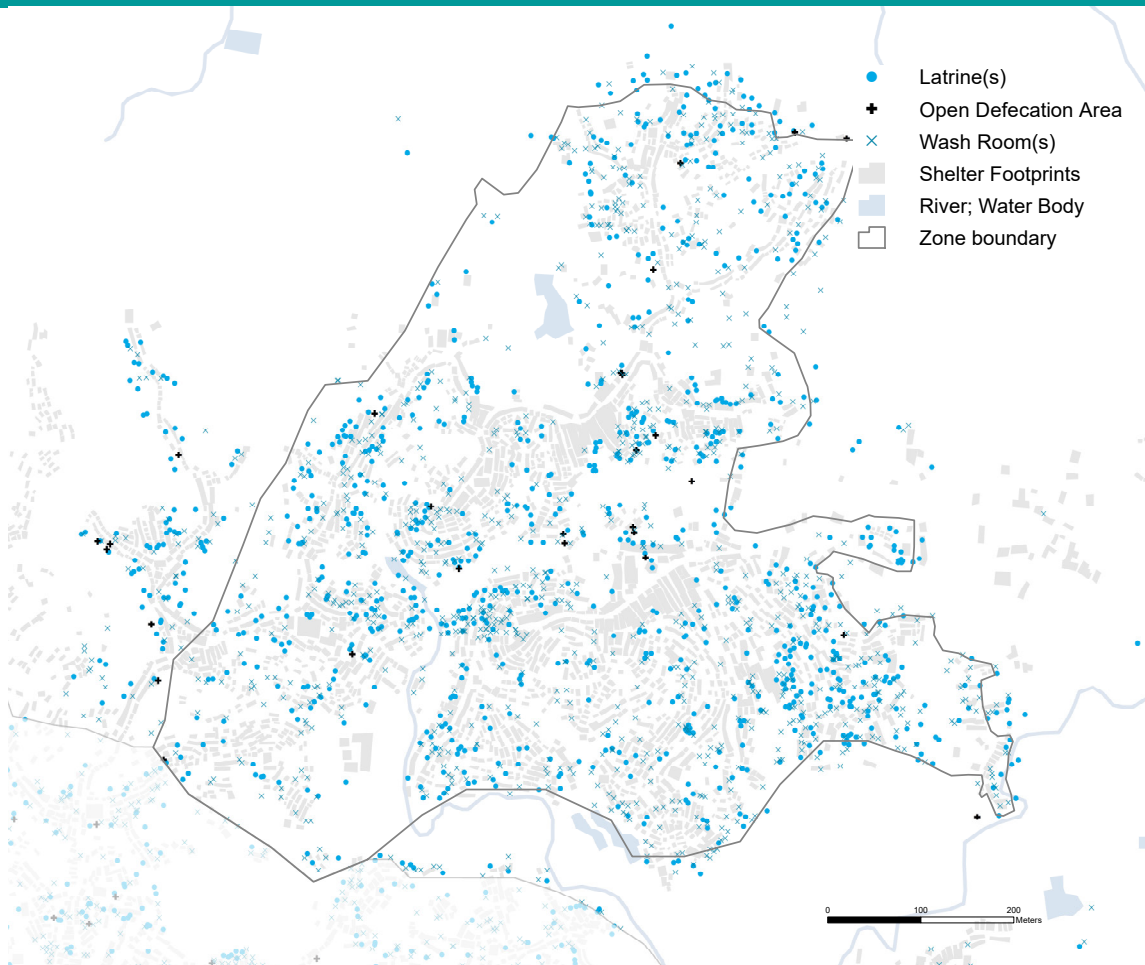 Latrine(s)
Open Defecation Area
Wash Room(s)
Shelter Footprints
River; Water Body
Zone boundary
0 100 200
Meters